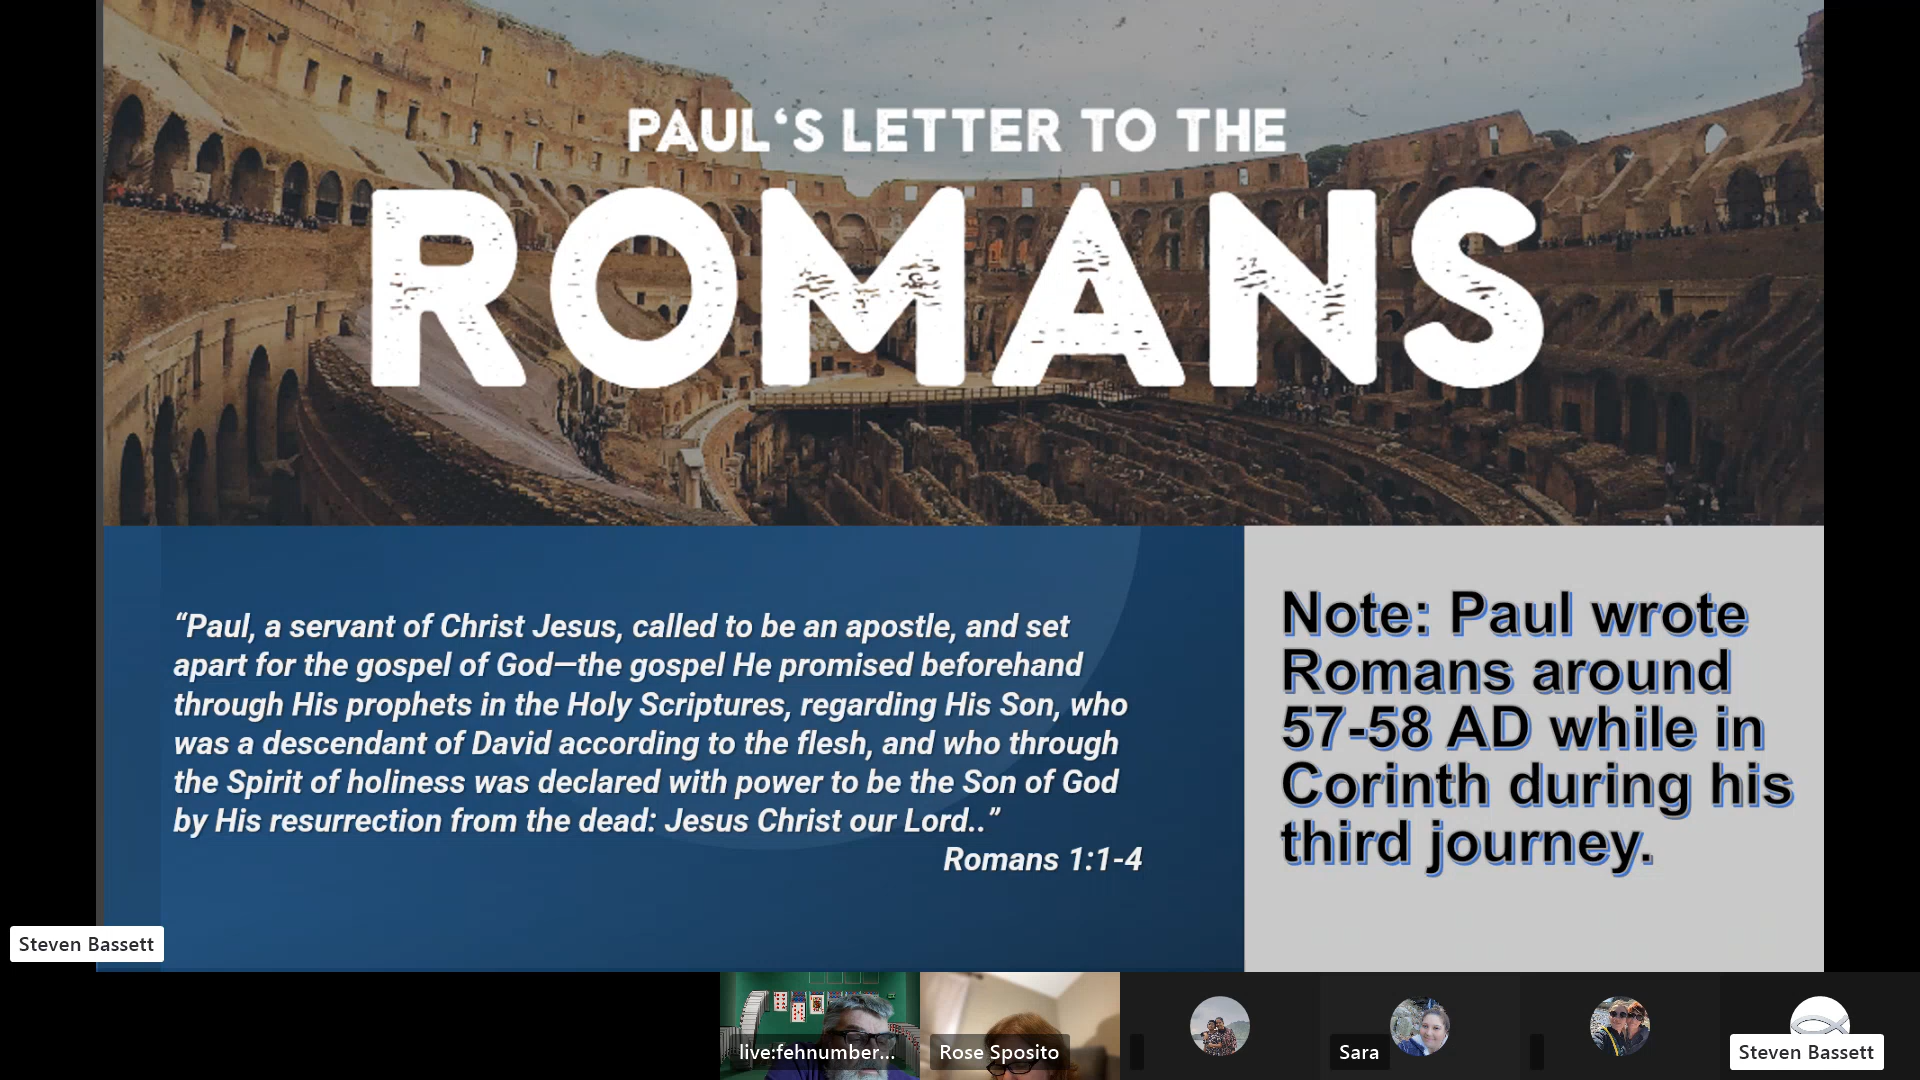 PAUL‘S LETTER TO THE
ROMANS
“Paul, a servant of Christ Jesus, called to be an apostle, and set
apart for the gospel of God—the gospel He promised beforehand
through His prophets in the Holy Scriptures, regarding His Son, who
was a descendant of David according to the flesh, and who through
the Spirit of holiness was declared with power to be the Son of God
by His resurrection from the dead: Jesus Christ our Lord..”
Romans 1:1-4
Note: Paul wrote
Romans around
57-58 AD while in
Corinth during his
third journey.
Steven Bassett
live:fehnumber...
Rose Sposito
Sara
Steven Bassett